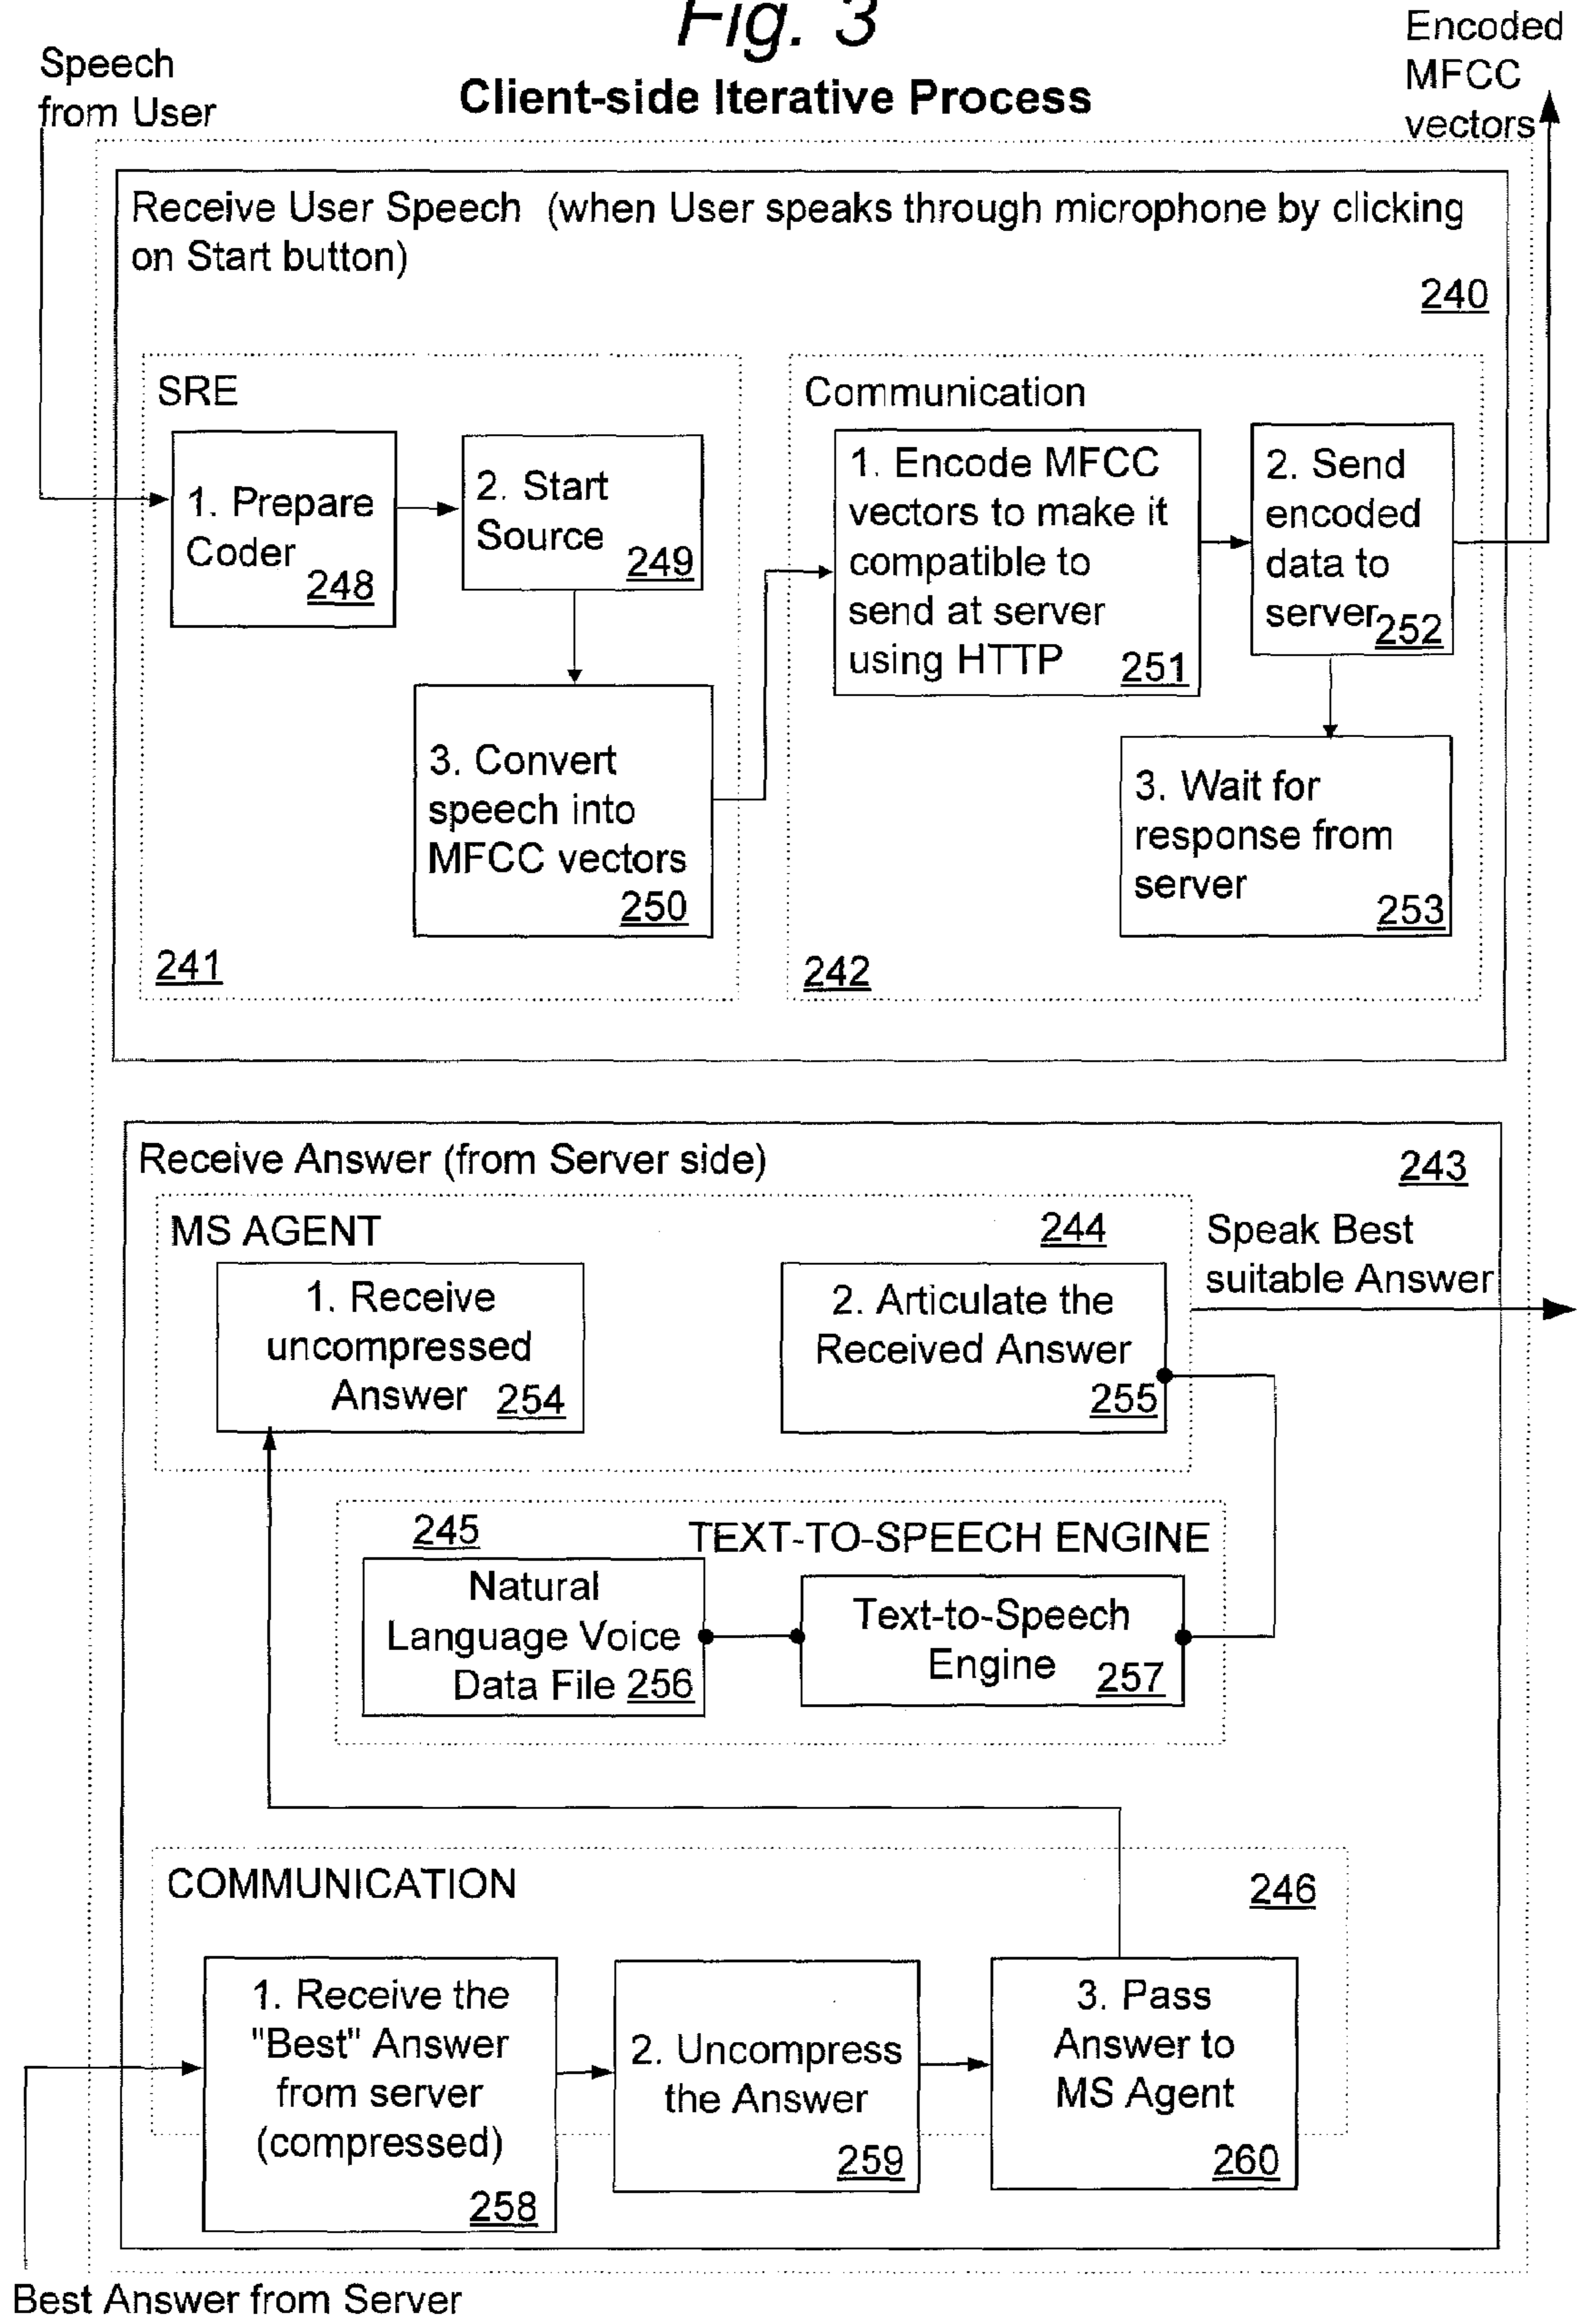 Fig. 3
Client-side Iterative Process
Speech
from User
Encoded
MFCC
vectors
Receive User Speech (when User speaks through microphone by clicking
on Start button)
240
SRE
1. Prepare
Coder
248
2. Start
Source
249
3. Convert
speech into
MFCC vectors
250
241
Communication
1. Encode MFCC
vectors to make it
compatible to
send at server
using HTTP
251
2. Send
encoded
data to
server
252
3. Wait for
response from
server
253
242
Receive Answer (from Server side)
243
MS AGENT
244
1. Receive
uncompressed
Answer 254
2. Articulate the
Received Answer
255
Speak Best
suitable Answer
245
TEXT-TO-SPEECH ENGINE
Natural
Language Voice
Data File 256
Text-to-Speech
Engine 257
COMMUNICATION
246
1. Receive the
"Best" Answer
from server
(compressed)
258
2. Uncompress
the Answer
259
3. Pass
Answer to
MS Agent
260
Best Answer from Server